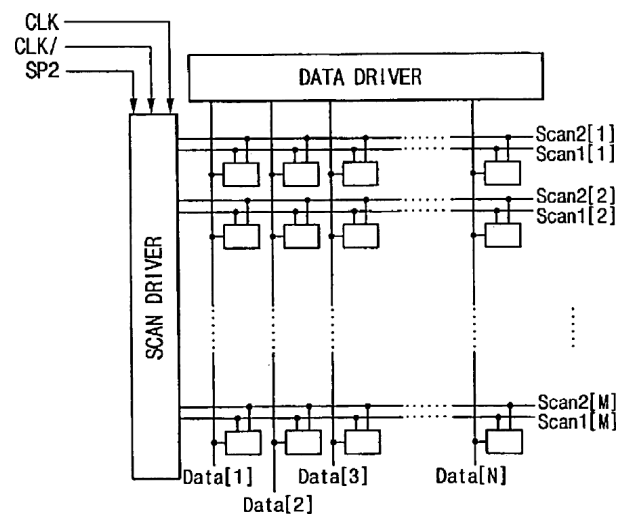 CLK
CLK/
SP2
DATA DRIVER
SCAN DRIVER
Scan2[1]
Scan1[1]
Scan2[2]
Scan1[2]
Scan2[M]
Scan1[M]
Data[1]
Data[2]
Data[3]
Data[N]